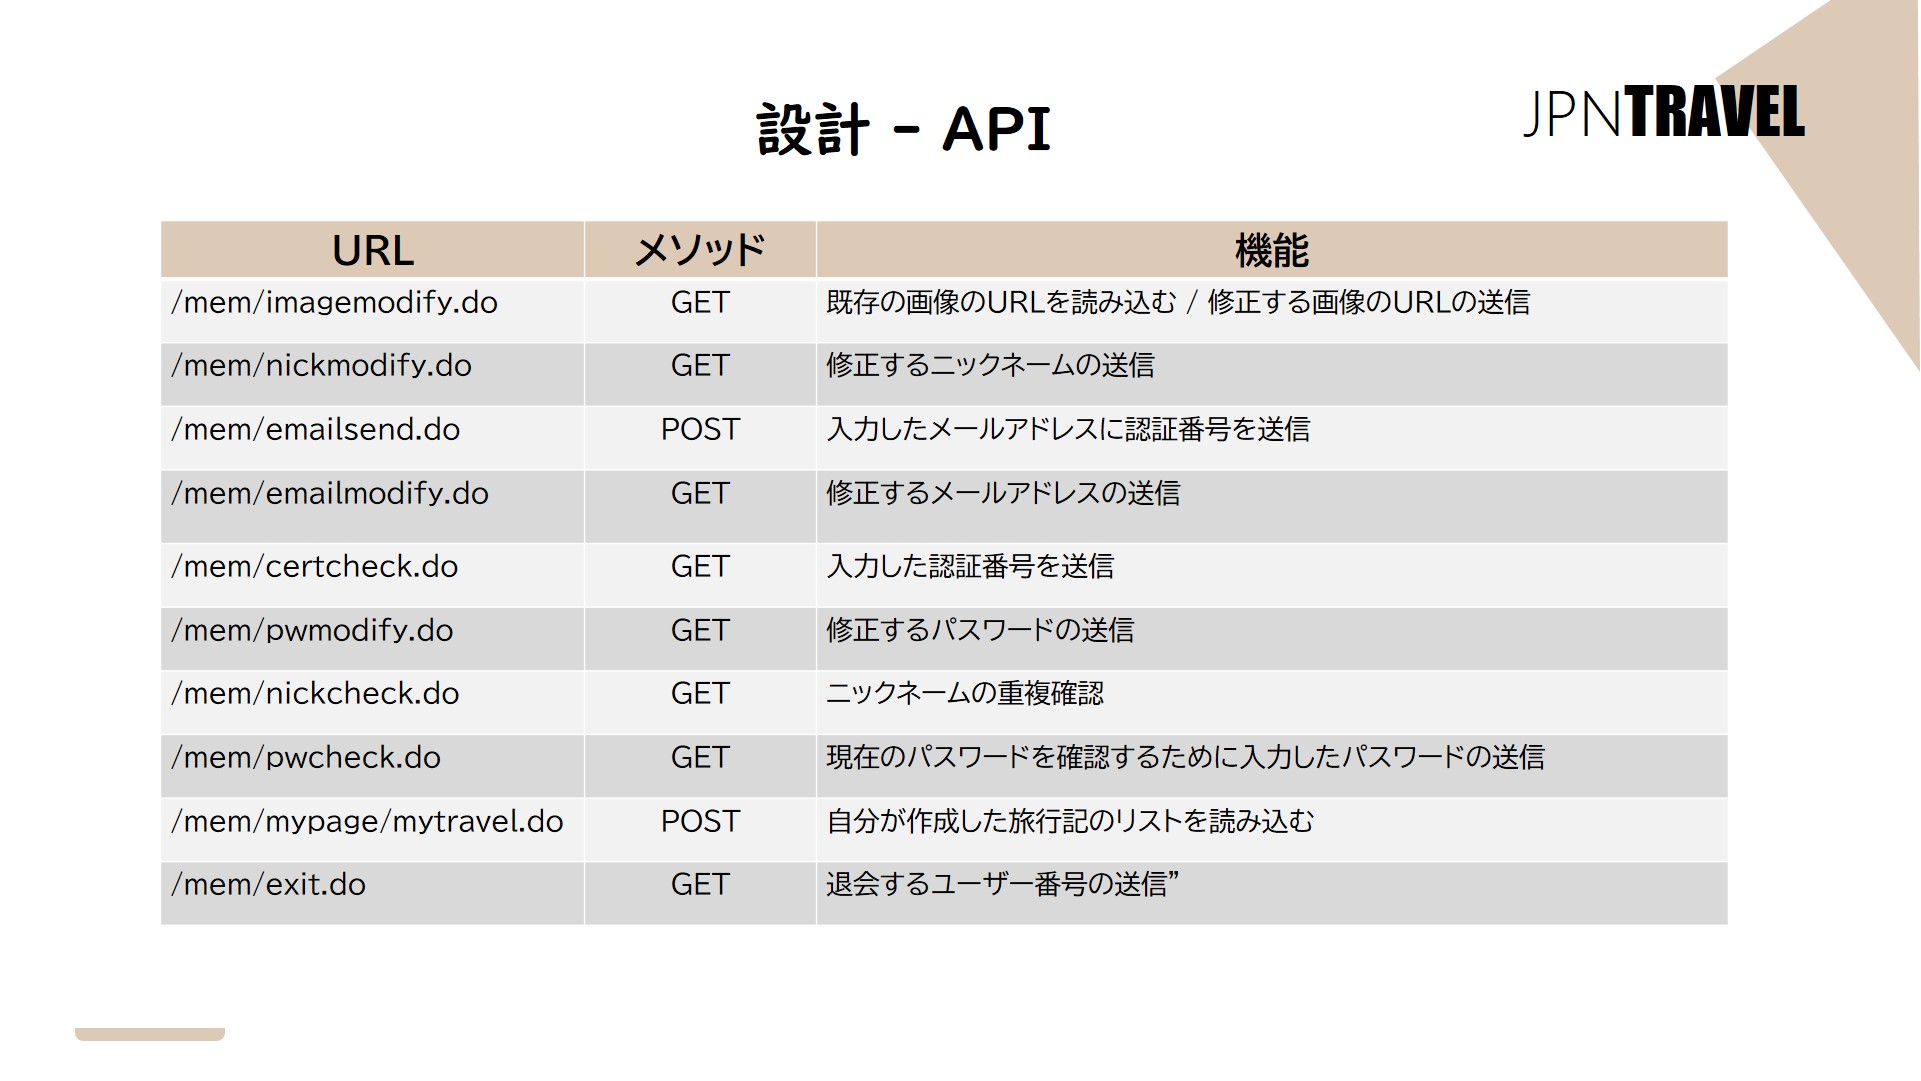 設計 - API
JPNTRAVEL
URL メソッド 機能
/mem/imagemodify.do GET 既存の画像のURLを読み込む / 修正する画像のURLの送信
/mem/nickmodify.do GET 修正するニックネームの送信
/mem/emailsend.do POST 入力したメールアドレスに認証番号を送信
/mem/emailmodify.do GET 修正するメールアドレスの送信
/mem/certcheck.do GET 入力した認証番号を送信
/mem/pwmodify.do GET 修正するパスワードの送信
/mem/nickcheck.do GET ニックネームの重複確認
/mem/pwcheck.do GET 現在のパスワードを確認するために入力したパスワードの送信
/mem/mypage/mytravel.do POST 自分が作成した旅行記のリストを読み込む
/mem/exit.do GET 退会するユーザー番号の送信”